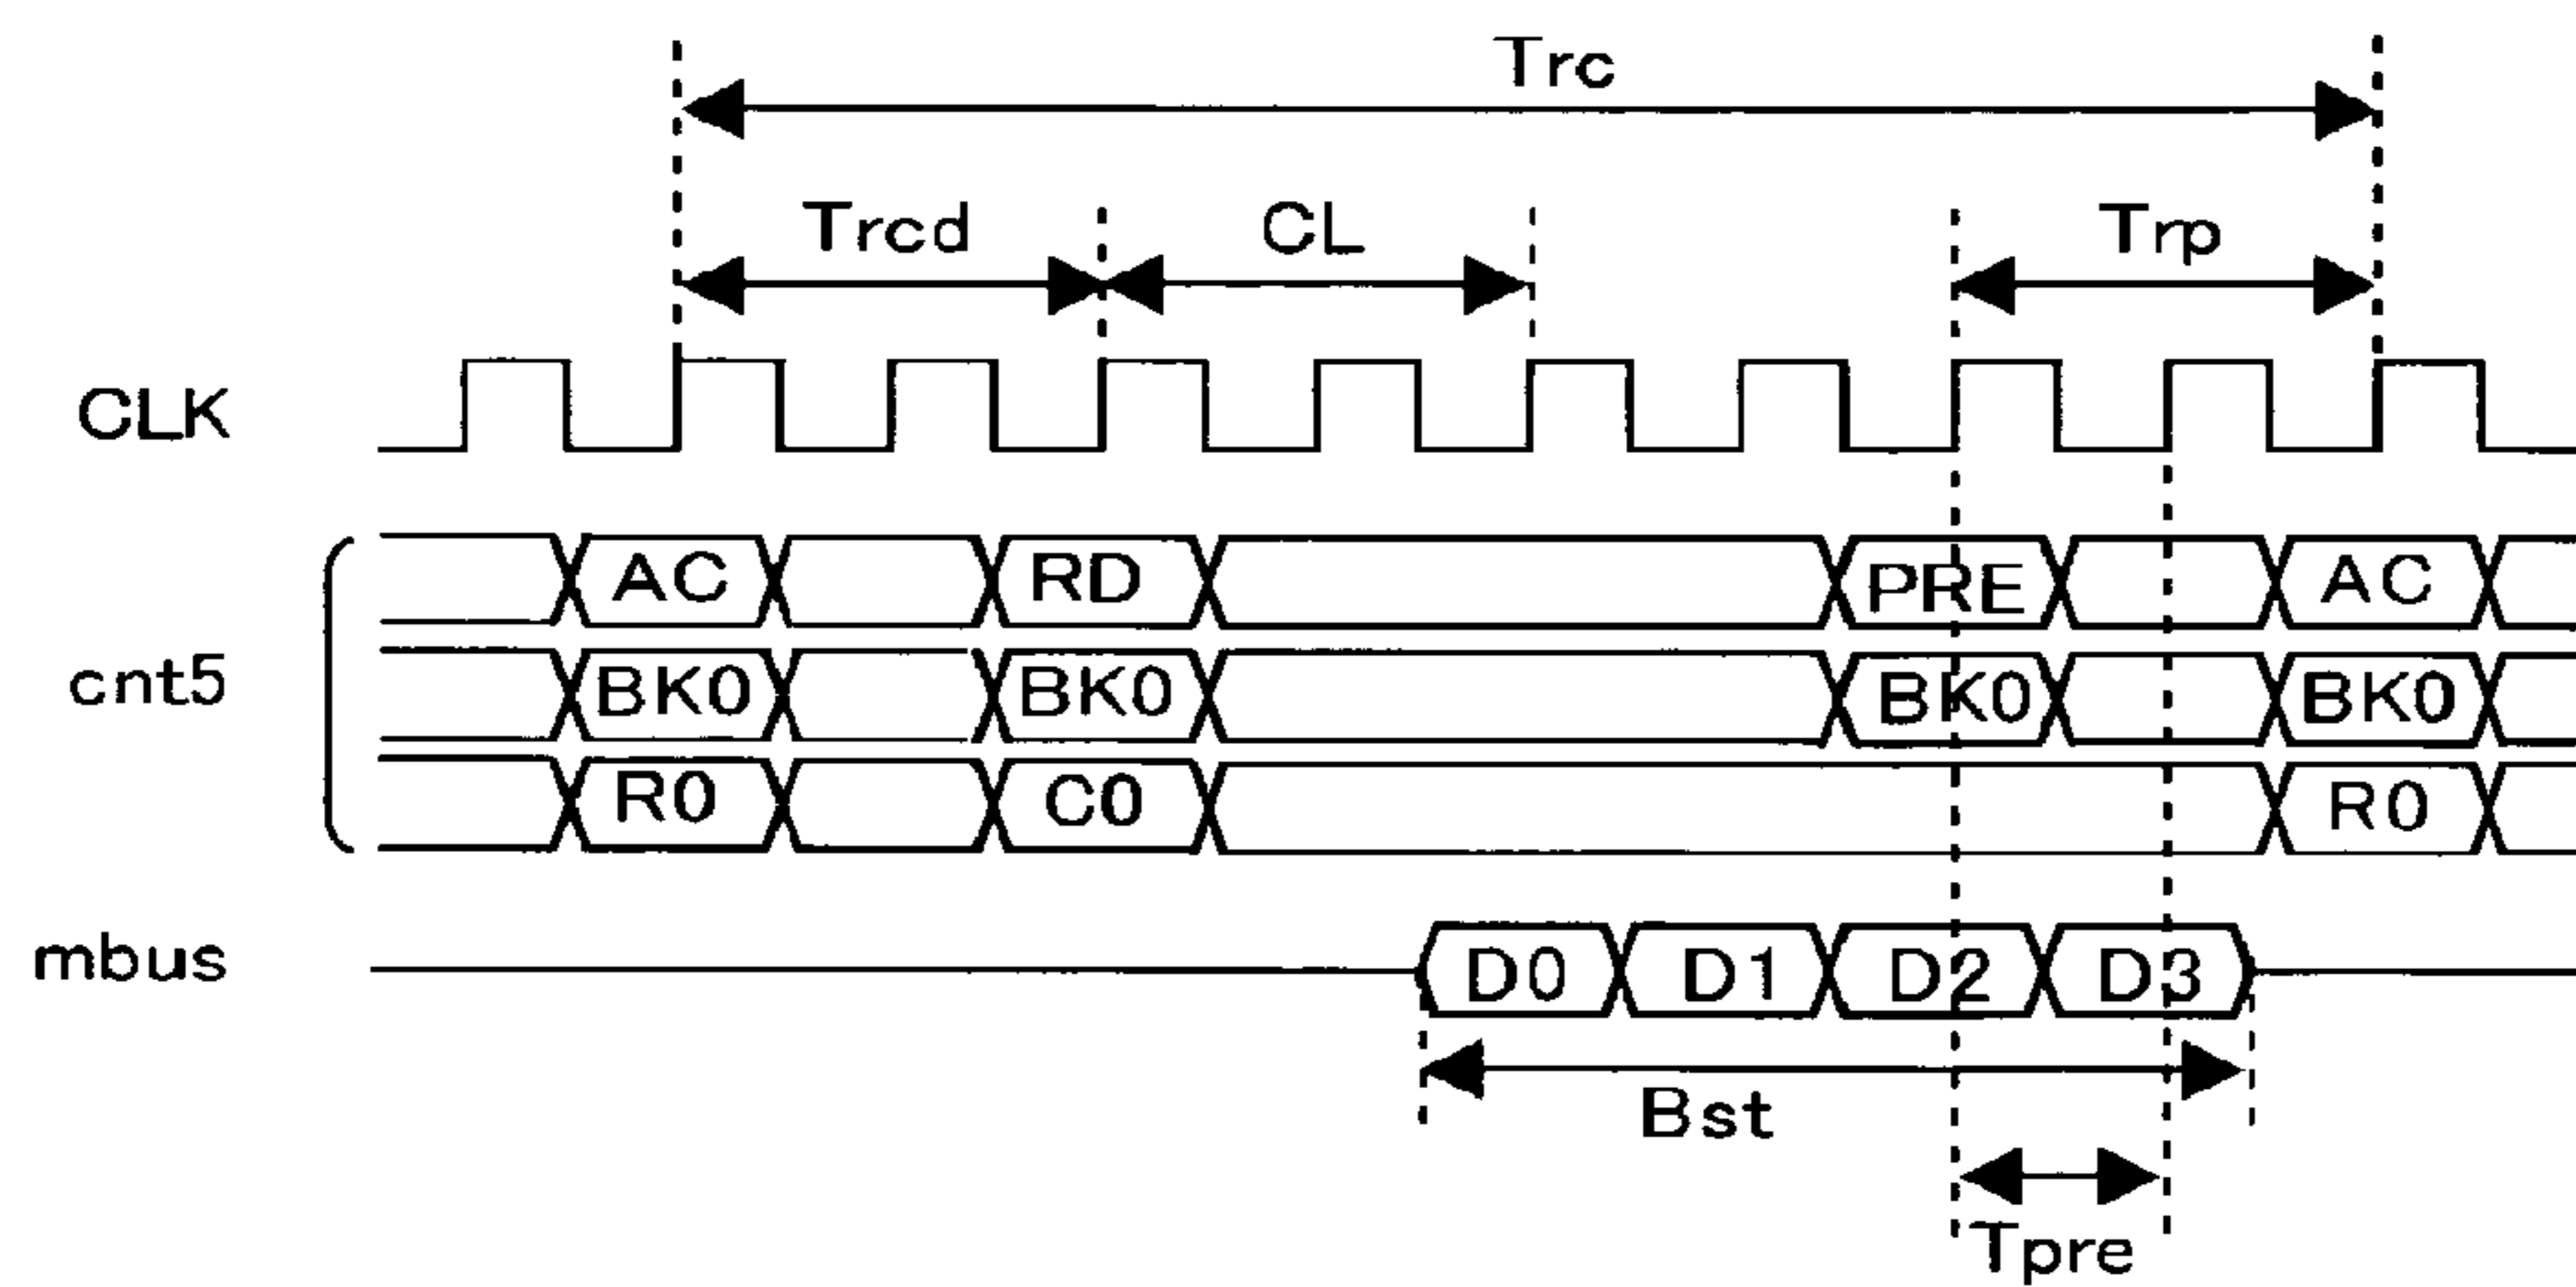 Trc
Trcd CL Trp
CLK
AC RD PRE AC
cnt5 BK0 BK0 BK0 BK0
R0 C0 R0
mbus D0 D1 D2 D3
Bst
Tpre